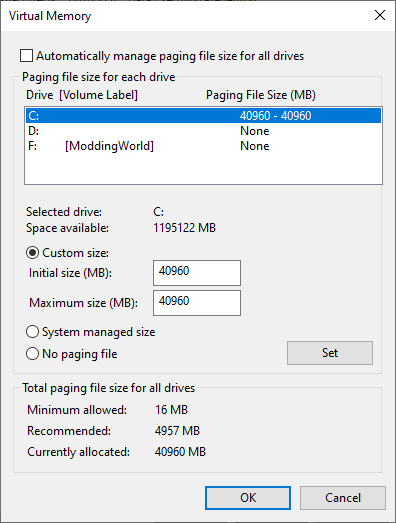 Virtual Memory
Automatically manage paging file size for all drives
Paging file size for each drive
Drive [Volume Label] Paging File Size (MB)
C: 40960 - 40960
D: None
F: [ModdingWorld] None
Selected drive: C:
Space available: 1195122 MB
Custom size:
Initial size (MB): 40960
Maximum size (MB): 40960
System managed size
No paging file Set
Total paging file size for all drives
Minimum allowed: 16 MB
Recommended: 4957 MB
Currently allocated: 40960 MB
OK Cancel